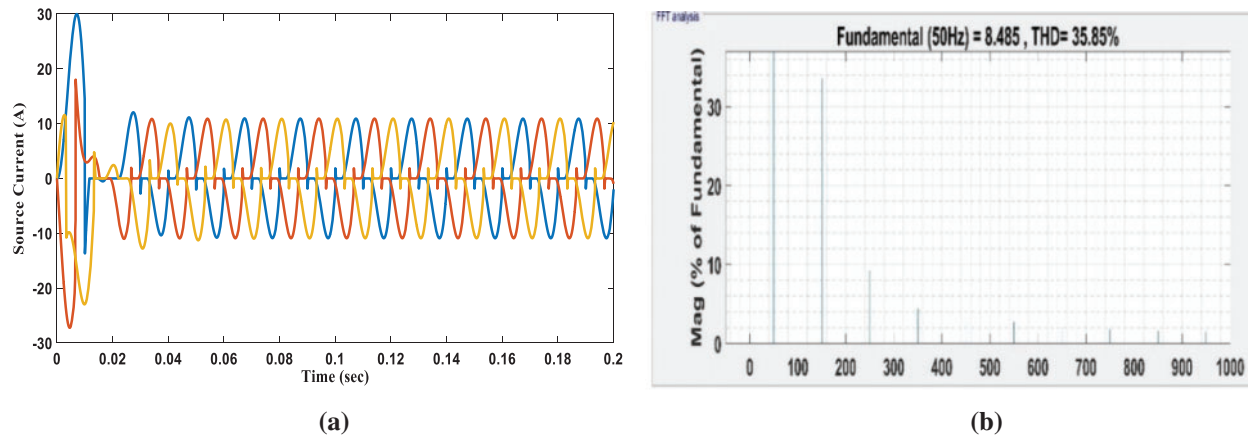 30
20
10
0
-10
-20
-30
Source Current (A)
0 0.02 0.04 0.06 0.08 0.1 0.12 0.14 0.16 0.18 0.2
Time (sec)
(a)
FFT analysis
Fundamental (50Hz) = 8.485 , THD= 35.85%
30
20
10
0
Mag (% of Fundamental)
0 100 200 300 400 500 600 700 800 900 1000
(b)